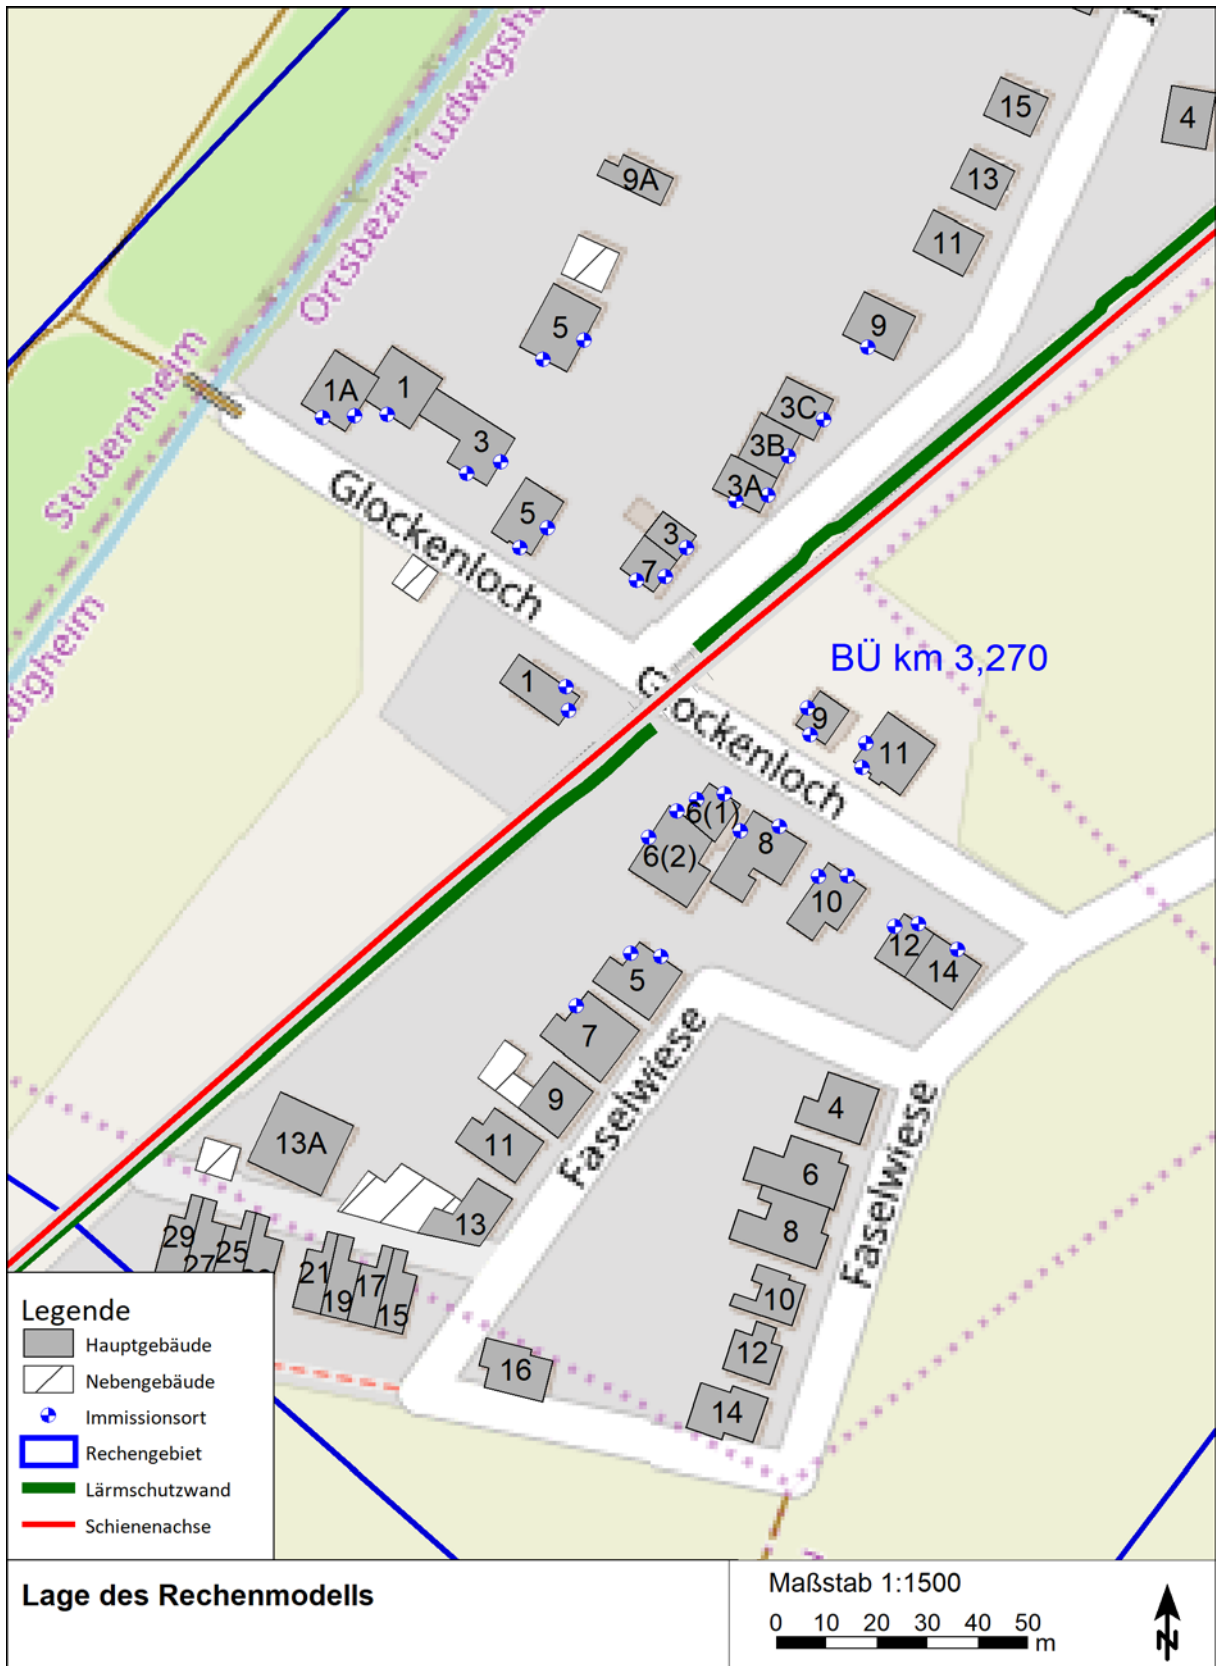 Ortsbezirk Ludwigsh
15
4
13
9A
11
5
9
1A
1
3C
3
3B
3A
Studernheim
Glockenloch
5
3
7
digheim
BÜ km 3,270
1
Glockenloch
9
11
6(1)
8
6(2)
10
12
14
5
7
Faselwiese
9
4
13A
11
Faselwiese
6
13
8
29
27
25
21
19
17
15
10
12
16
14
Legende
Hauptgebäude
Nebengebäude
Immissionsort
Rechengebiet
Lärmschutzwand
Schienenachse
Lage des Rechenmodells
Maßstab 1:1500
0 10 20 30 40 50 m
N